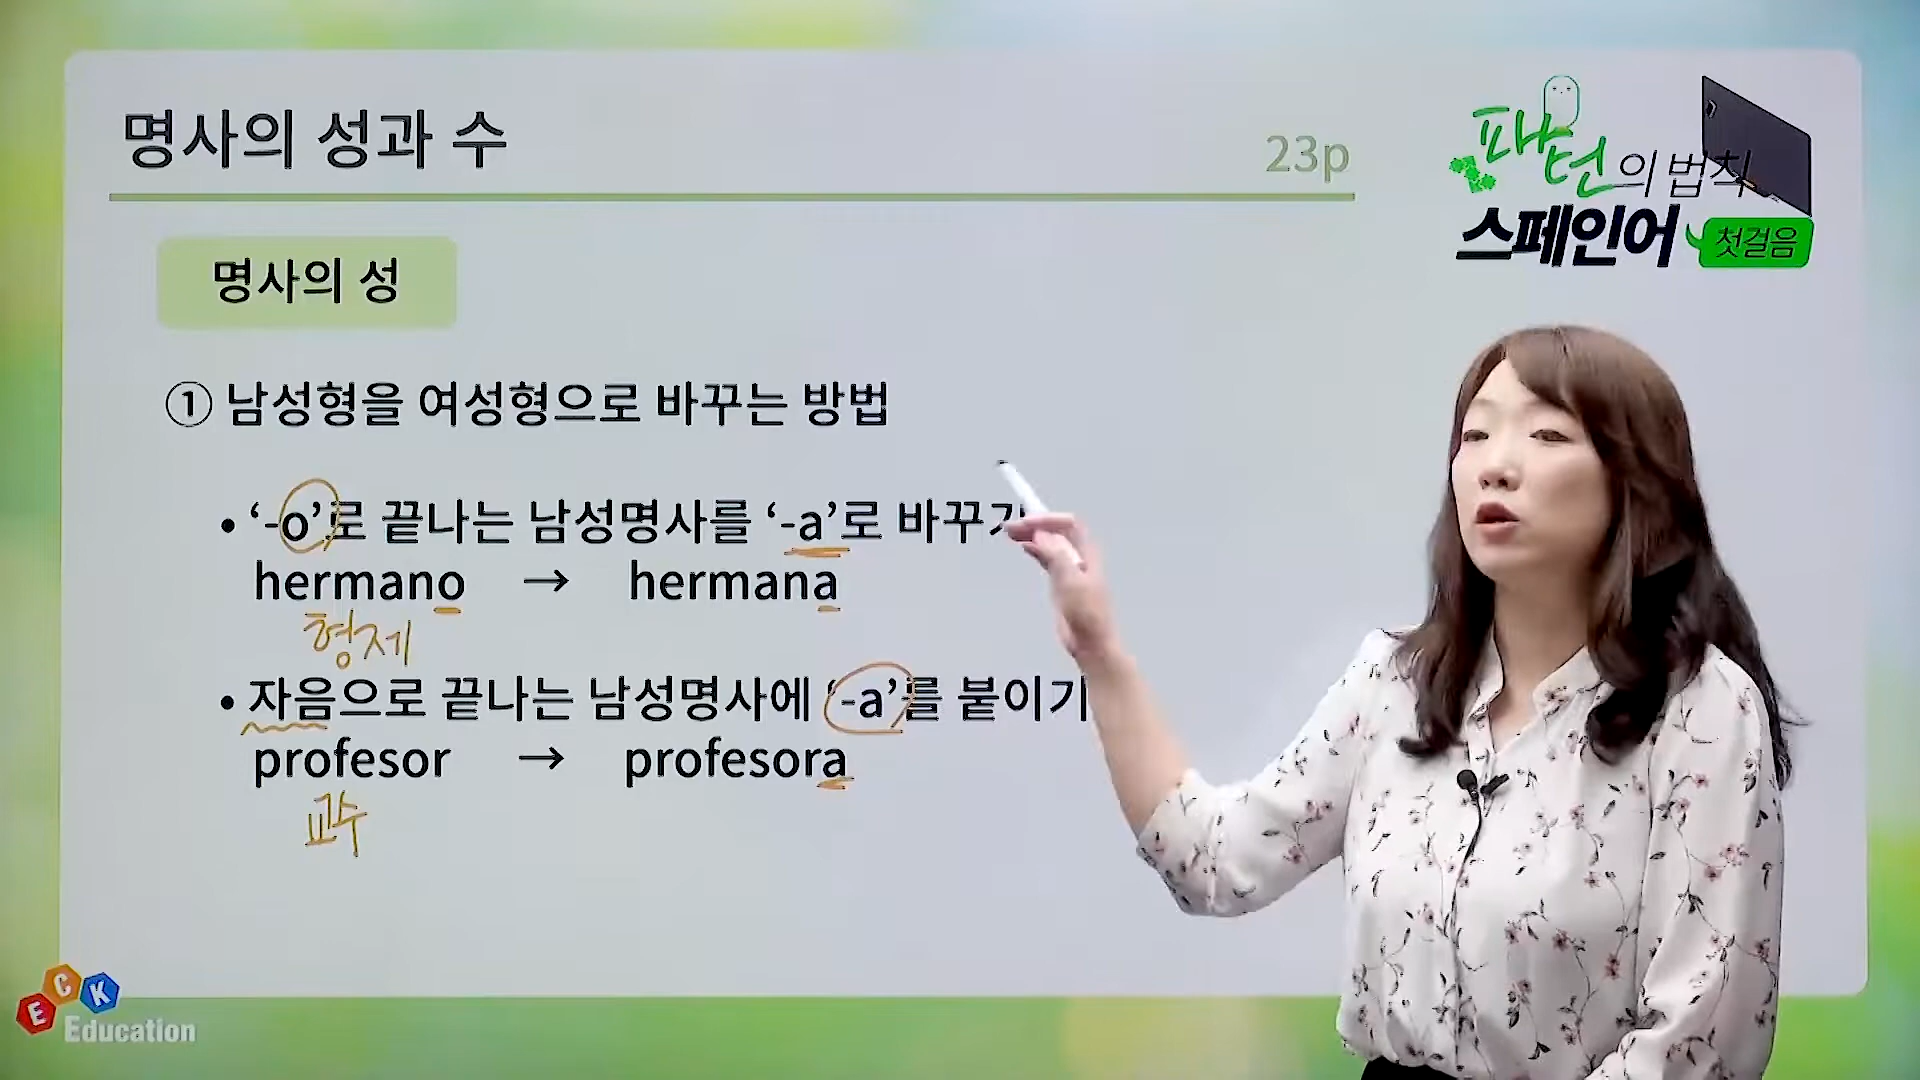 명사의 성과 수
23p
패턴의 법칙
스페인어 첫걸음
명사의 성
① 남성형을 여성형으로 바꾸는 방법
• ‘-o’로 끝나는 남성명사를 ‘-a’로 바꾸기
hermano → hermana
형제
• 자음으로 끝나는 남성명사에 ‘-a’를 붙이기
profesor → profesora
교수
ECK
Education